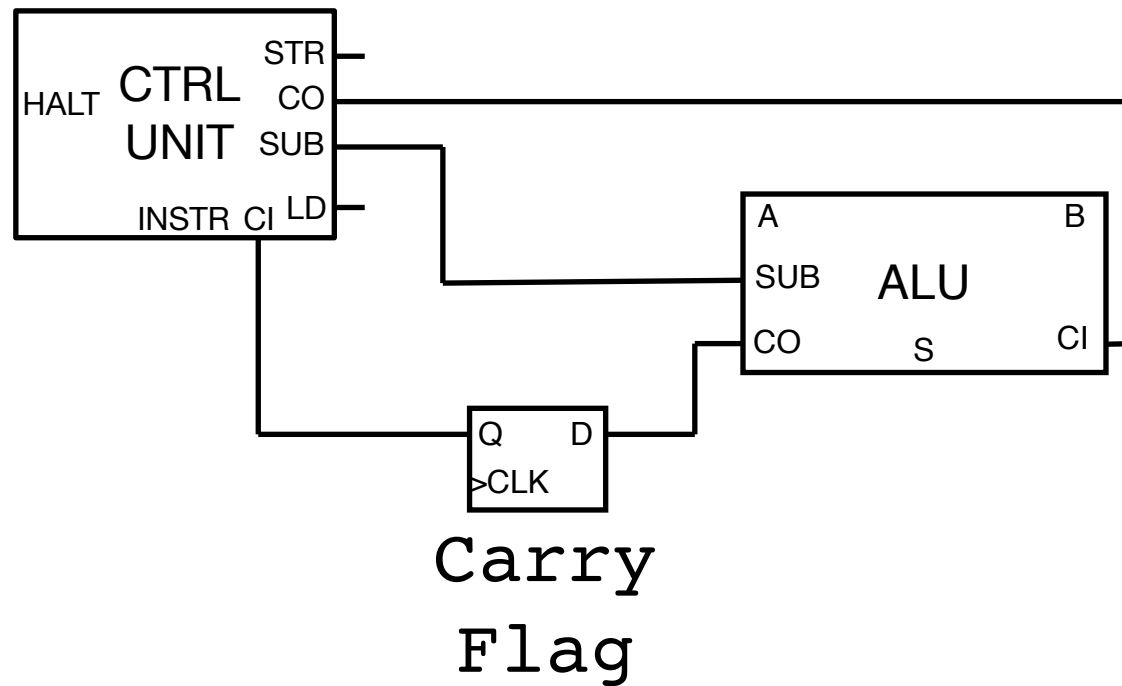 STR
CTRL
UNIT
HALT
CO
SUB
LD
INSTR CI
A
B
SUB
ALU
CO
S
CI
Q
D
>CLK
Carry
Flag